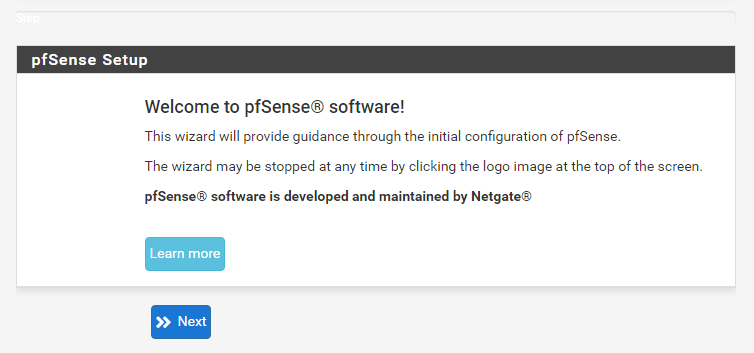 Step
pfSense Setup
Welcome to pfSense® software!
This wizard will provide guidance through the initial configuration of pfSense.
The wizard may be stopped at any time by clicking the logo image at the top of the screen.
pfSense® software is developed and maintained by Netgate®
Learn more
Next